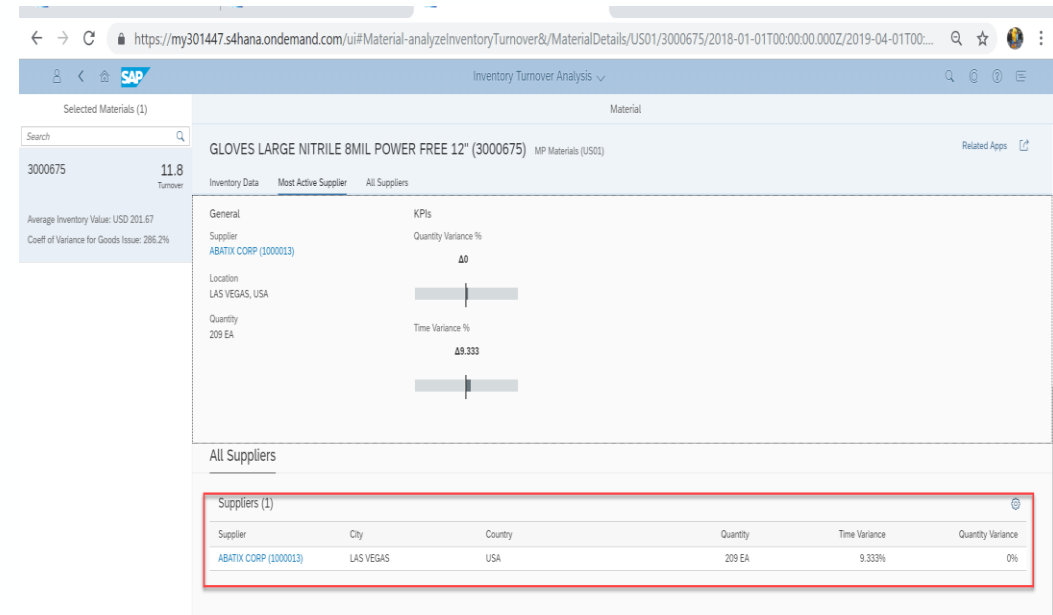 https://my301447.s4hana.ondemand.com/ui#Material-analyzeInventoryTurnover&/MaterialDetails/US01/3000675/2018-01-01T00:00:00.000Z/2019-04-01T00:...
SAP
Inventory Turnover Analysis
Selected Materials (1)
Material
Search
GLOVES LARGE NITRILE 8MIL POWER FREE 12" (3000675) MP Materials (US01)
Related Apps
3000675
11.8
Turnover
Inventory Data Most Active Supplier All Suppliers
Average Inventory Value: USD 201.67
Coeff of Variance for Goods Issue: 286.2%
General
KPIs
Supplier
ABATIX CORP (1000013)
Quantity Variance %
Δ0
Location
LAS VEGAS, USA
Quantity
209 EA
Time Variance %
Δ9.333
All Suppliers
Suppliers (1)
Supplier City Country Quantity Time Variance Quantity Variance
ABATIX CORP (1000013) LAS VEGAS USA 209 EA 9.333% 0%